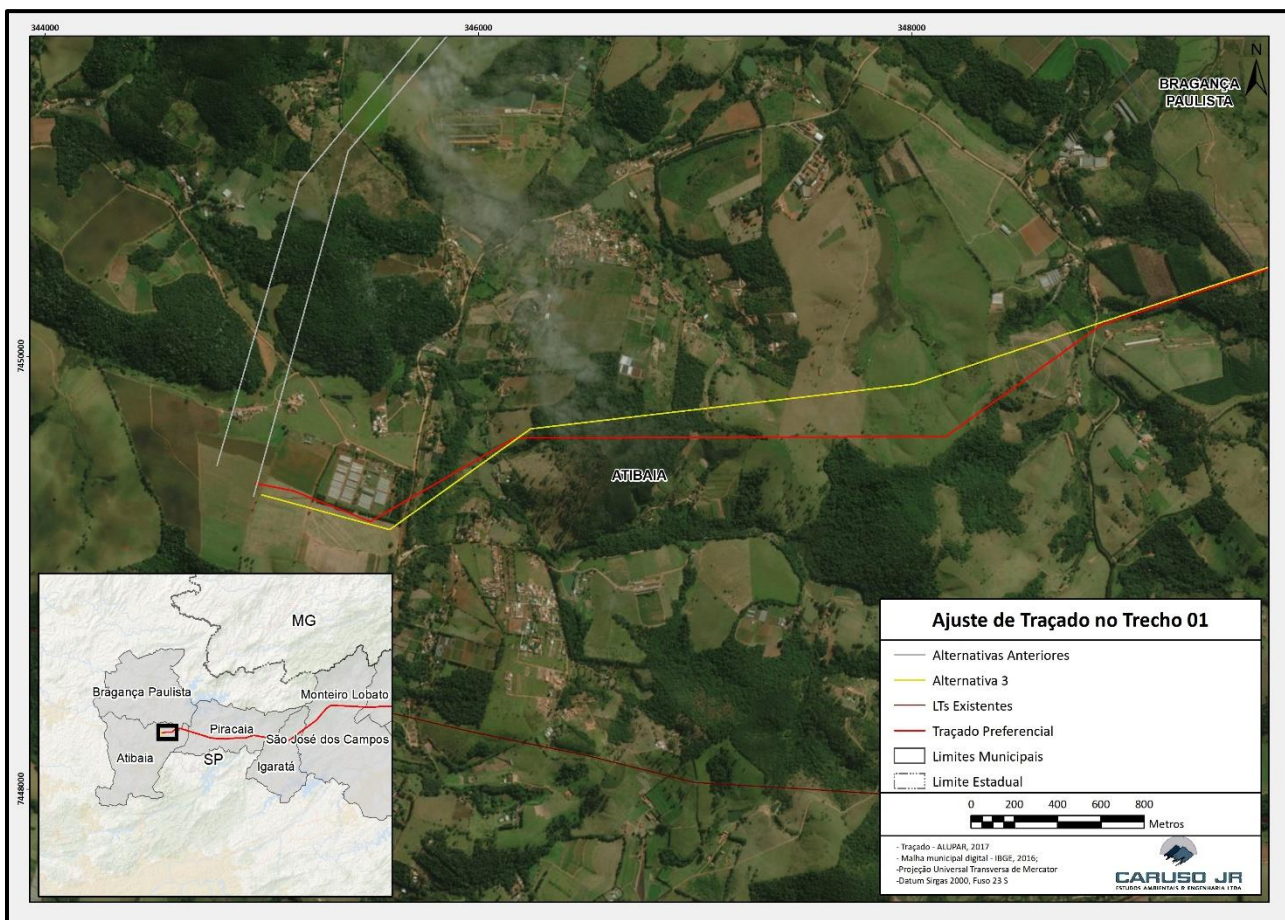 344000
346000
348000
N
BRAGANÇA
PAULISTA
7450000
ATIBAIA
7448000
MG
Bragança Paulista
Monteiro Lobato
Piracaia
São José dos Campos
Atibaia
SP
Igaratá
Ajuste de Traçado no Trecho 01
Alternativas Anteriores
Alternativa 3
LTs Existentes
Traçado Preferencial
Limites Municipais
Limite Estadual
0 200 400 600 800
Metros
- Traçado - ALUPAR, 2017
- Malha municipal digital - IBGE, 2016;
-Projeção Universal Transversa de Mercator
-Datum Sirgas 2000, Fuso 23 S
CARUSO JR
ESTUDOS AMBIENTAIS & ENGENHARIA LTDA